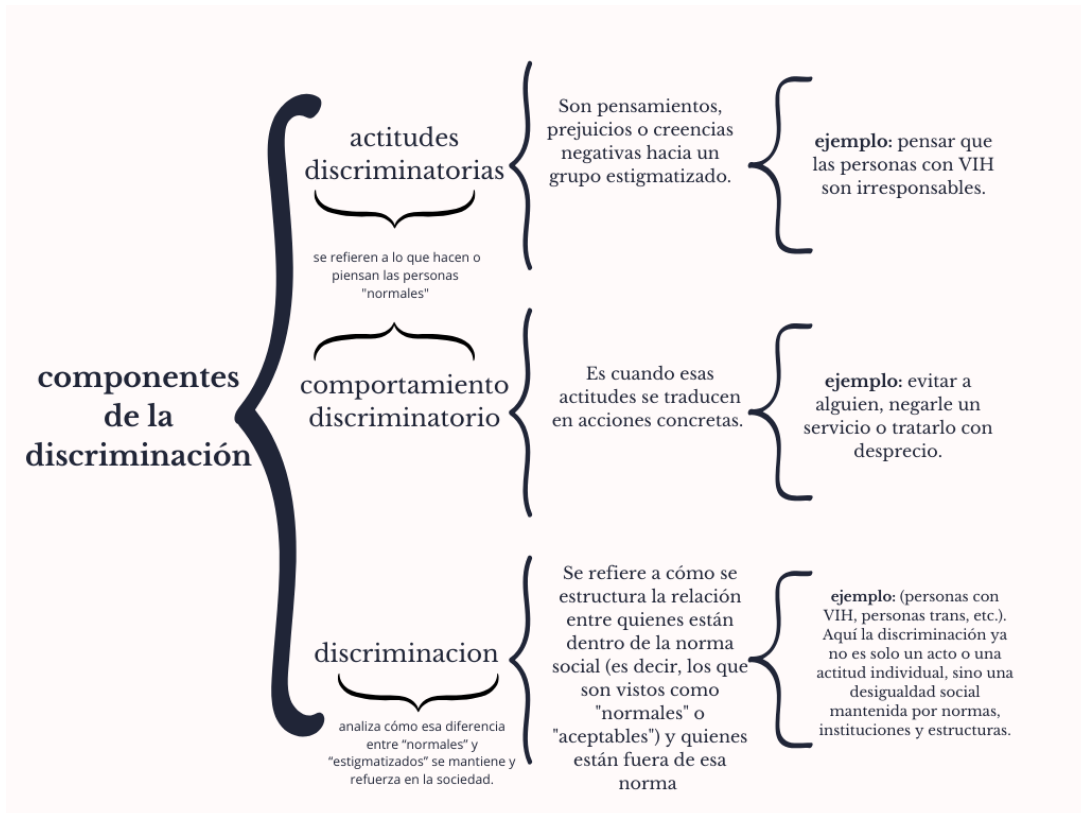 componentes
de la
discriminación
actitudes
discriminatorias
se refieren a lo que hacen o
piensan las personas
"normales"
Son pensamientos,
prejuicios o creencias
negativas hacia un
grupo estigmatizado.
ejemplo: pensar que
las personas con VIH
son irresponsables.
comportamiento
discriminatorio
Es cuando esas
actitudes se traducen
en acciones concretas.
ejemplo: evitar a
alguien, negarle un
servicio o tratarlo con
desprecio.
discriminacion
analiza cómo esa diferencia
entre “normales” y
“estigmatizados” se mantiene y
refuerza en la sociedad.
Se refiere a cómo se
estructura la relación
entre quienes están
dentro de la norma
social (es decir, los que
son vistos como
"normales" o
"aceptables") y quienes
están fuera de esa
norma
ejemplo: (personas con
VIH, personas trans, etc.).
Aquí la discriminación ya
no es solo un acto o una
actitud individual, sino una
desigualdad social
mantenida por normas,
instituciones y estructuras.